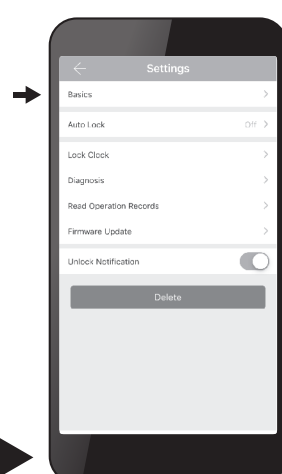 Settings
Basics
Auto Lock Off
Lock Clock
Diagnosis
Read Operation Records
Firmware Update
Unlock Notification
Delete